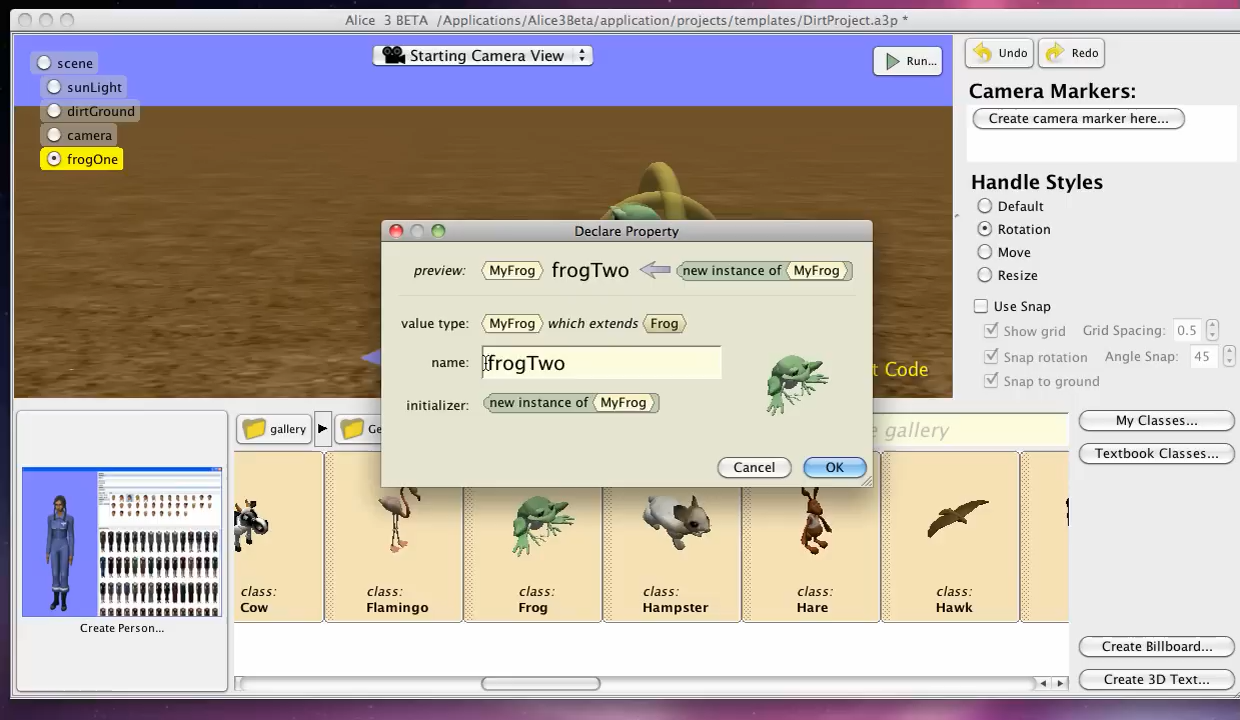 Alice 3 BETA /Applications/Alice3Beta/application/projects/templates/DirtProject.a3p *
scene
sunLight
dirtGround
camera
frogOne
Starting Camera View
Run...
Undo
Redo
Camera Markers:
Create camera marker here...
Handle Styles
Default
Rotation
Move
Resize
Use Snap
Show grid Grid Spacing: 0.5
Snap rotation Angle Snap: 45
Snap to ground
Declare Property
preview: MyFrog frogTwo new instance of MyFrog
value type: MyFrog which extends Frog
name: frogTwo
initializer: new instance of MyFrog
Cancel
OK
t Code
gallery
Ge
gallery
My Classes...
Textbook Classes...
class:
Cow
class:
Flamingo
class:
Frog
class:
Hampster
class:
Hare
class:
Hawk
Create Person...
Create Billboard...
Create 3D Text...